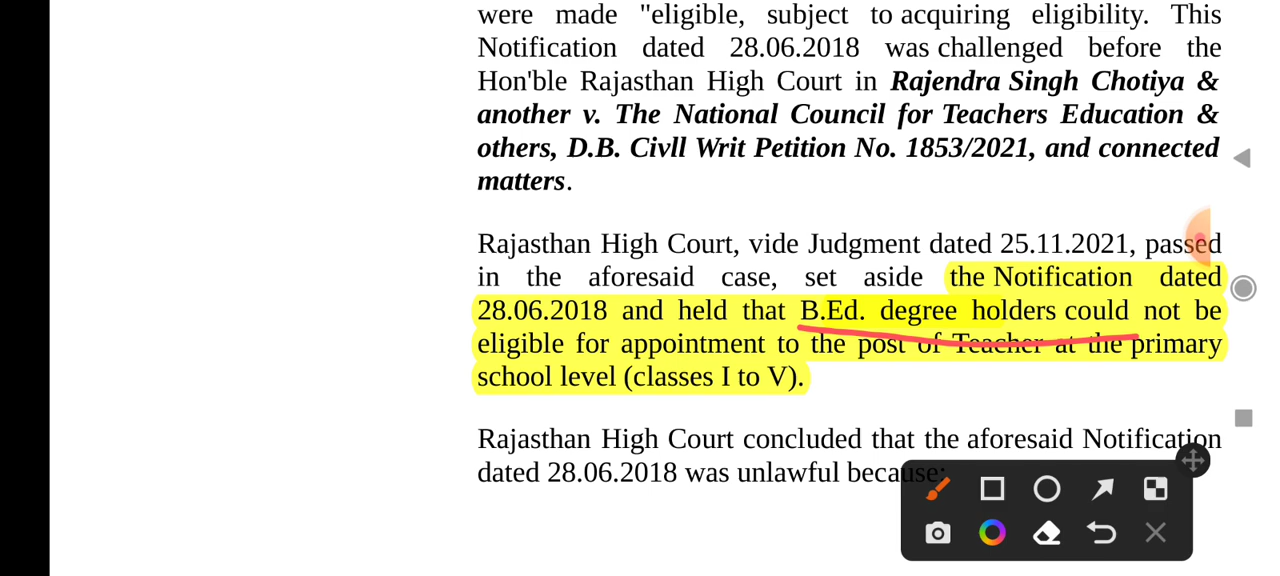 were made "eligible, subject to acquiring eligibility. This
Notification dated 28.06.2018 was challenged before the
Hon'ble Rajasthan High Court in Rajendra Singh Chotiya &
another v. The National Council for Teachers Education &
others, D.B. Civll Writ Petition No. 1853/2021, and connected
matters.
Rajasthan High Court, vide Judgment dated 25.11.2021, passed
in the aforesaid case, set aside the Notification dated
28.06.2018 and held that B.Ed. degree holders could not be
eligible for appointment to the post of Teacher at the primary
school level (classes I to V).
Rajasthan High Court concluded that the aforesaid Notification
dated 28.06.2018 was unlawful because: